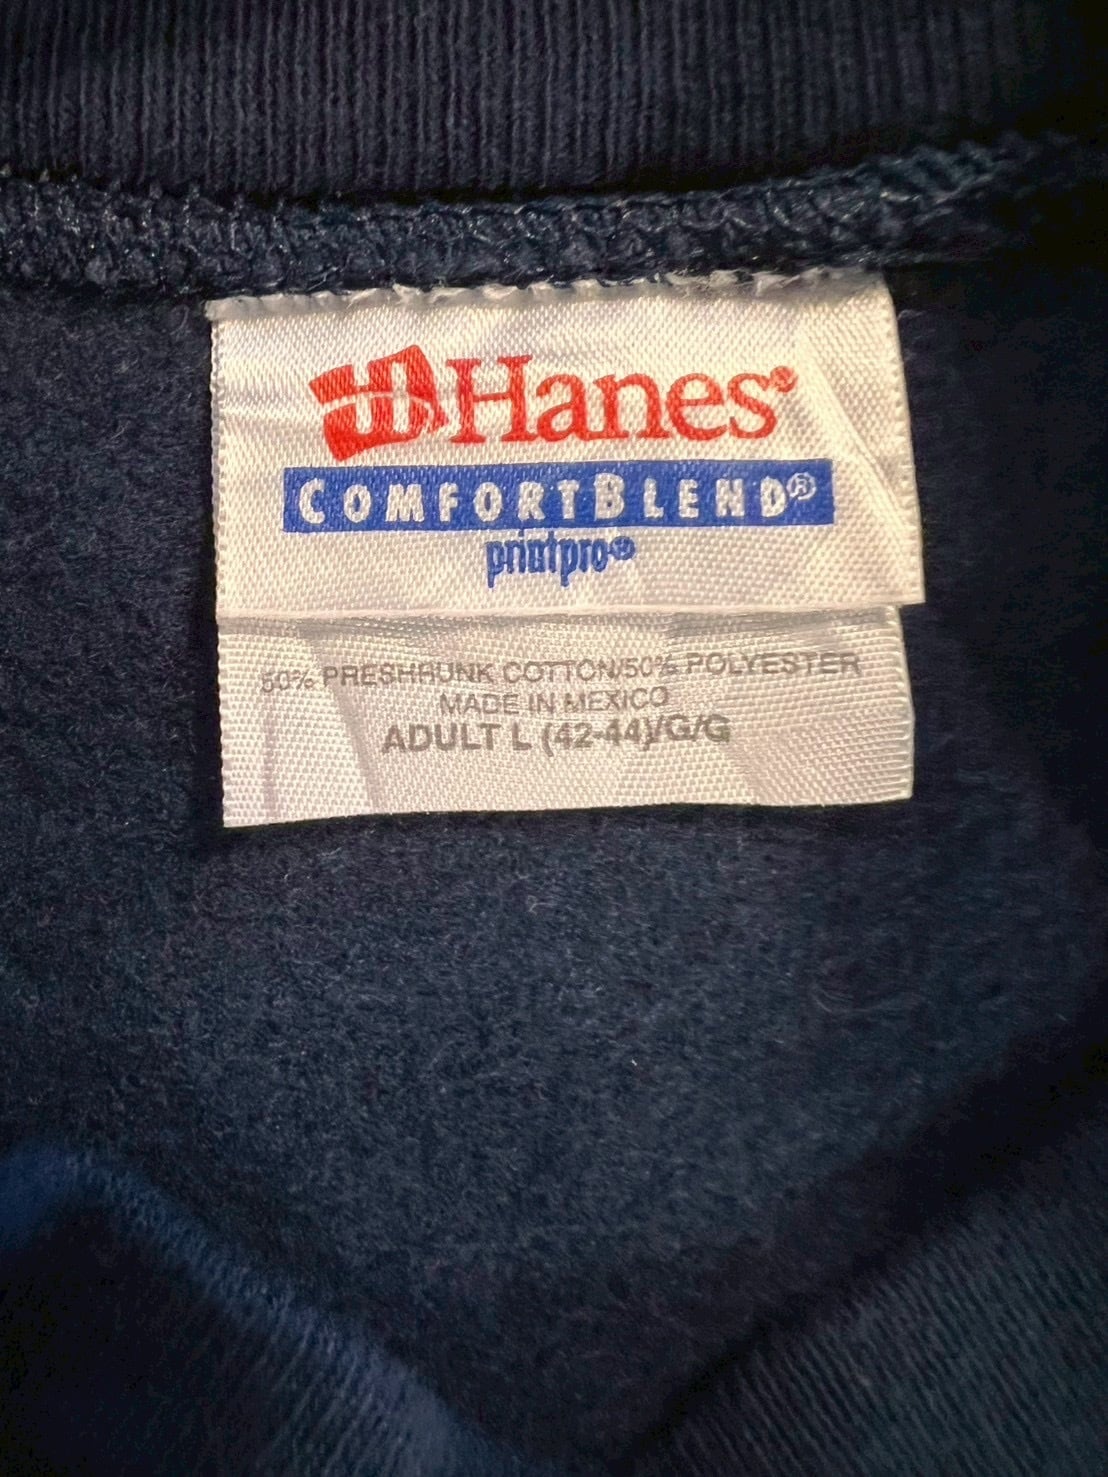 Hanes®
COMFORTBLEND®
printpro®
50% PRESHRUNK COTTON/50% POLYESTER
MADE IN MEXICO
ADULT L (42-44)/G/G